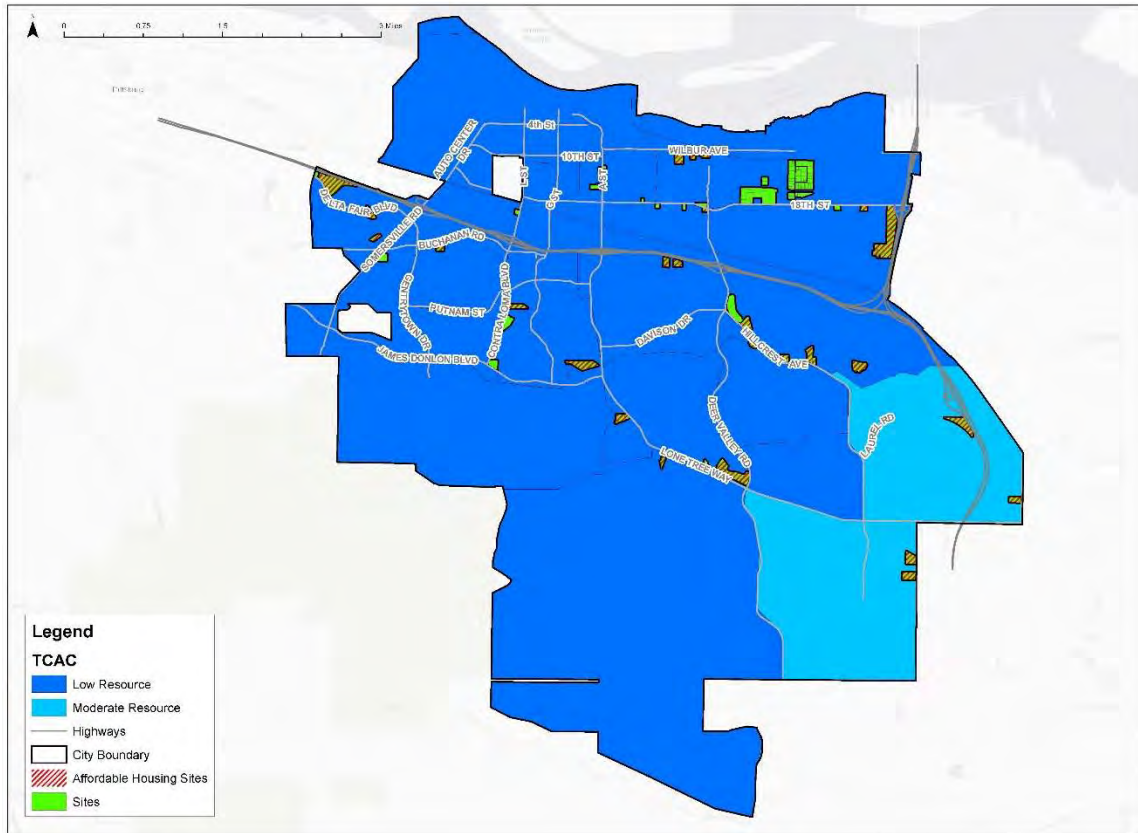 N
0 0.75 1.5 3 Miles
Pittsburg
4th St
AUTO CENTER DR
10TH ST
WILBUR AVE
L ST
A ST
C ST
18TH ST
DELTA FAIR BLVD
SOMERSVILLE RD
BUCHANAN RD
GENTRYTOWN DR
PUTNAM ST
CONTRA LOMA BLVD
DAVISON DR
JAMES DONLON BLVD
HILLCREST AVE
DEER VALLEY RD
LAUREL RD
LONE TREE WAY
Legend
TCAC
Low Resource
Moderate Resource
Highways
City Boundary
Affordable Housing Sites
Sites